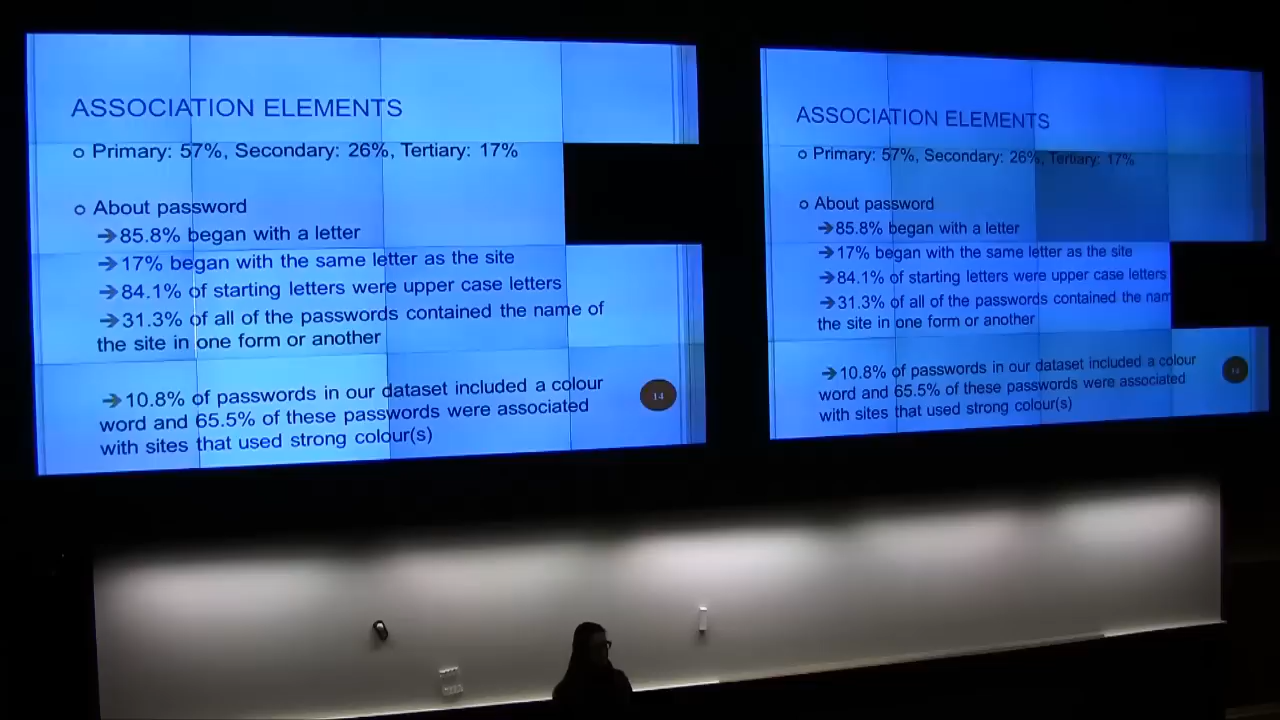 ASSOCIATION ELEMENTS
Primary: 57%, Secondary: 26%, Tertiary: 17%
About password
→85.8% began with a letter
→17% began with the same letter as the site
→84.1% of starting letters were upper case letters
→31.3% of all of the passwords contained the name of
the site in one form or another
→10.8% of passwords in our dataset included a colour
word and 65.5% of these passwords were associated
with sites that used strong colour(s)
14
ASSOCIATION ELEMENTS
Primary: 57%, Secondary: 26%, Tertiary: 17%
About password
→85.8% began with a letter
→17% began with the same letter as the site
→84.1% of starting letters were upper case letters
→31.3% of all of the passwords contained the nam
the site in one form or another
→10.8% of passwords in our dataset included a colour
word and 65.5% of these passwords were associated
with sites that used strong colour(s)
14